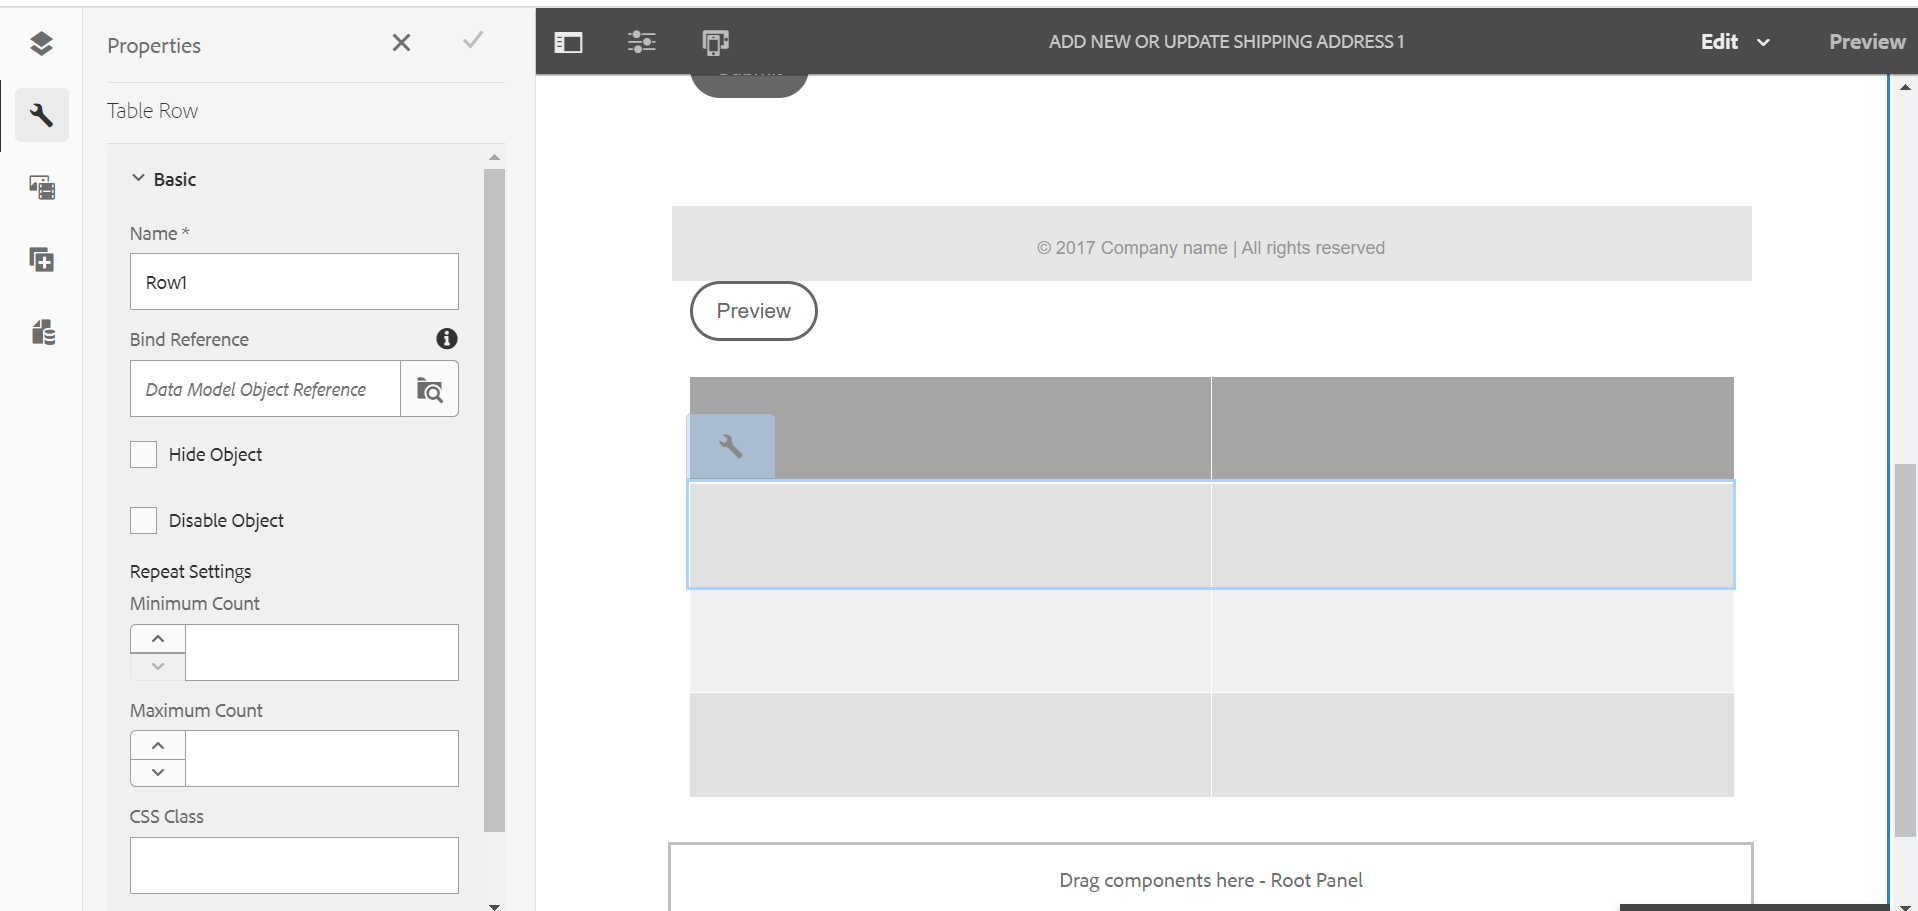 Properties
Table Row
Basic
Name *
Row1
Bind Reference
Data Model Object Reference
Hide Object
Disable Object
Repeat Settings
Minimum Count
Maximum Count
CSS Class
ADD NEW OR UPDATE SHIPPING ADDRESS 1
Edit
Preview
© 2017 Company name | All rights reserved
Preview
Drag components here - Root Panel